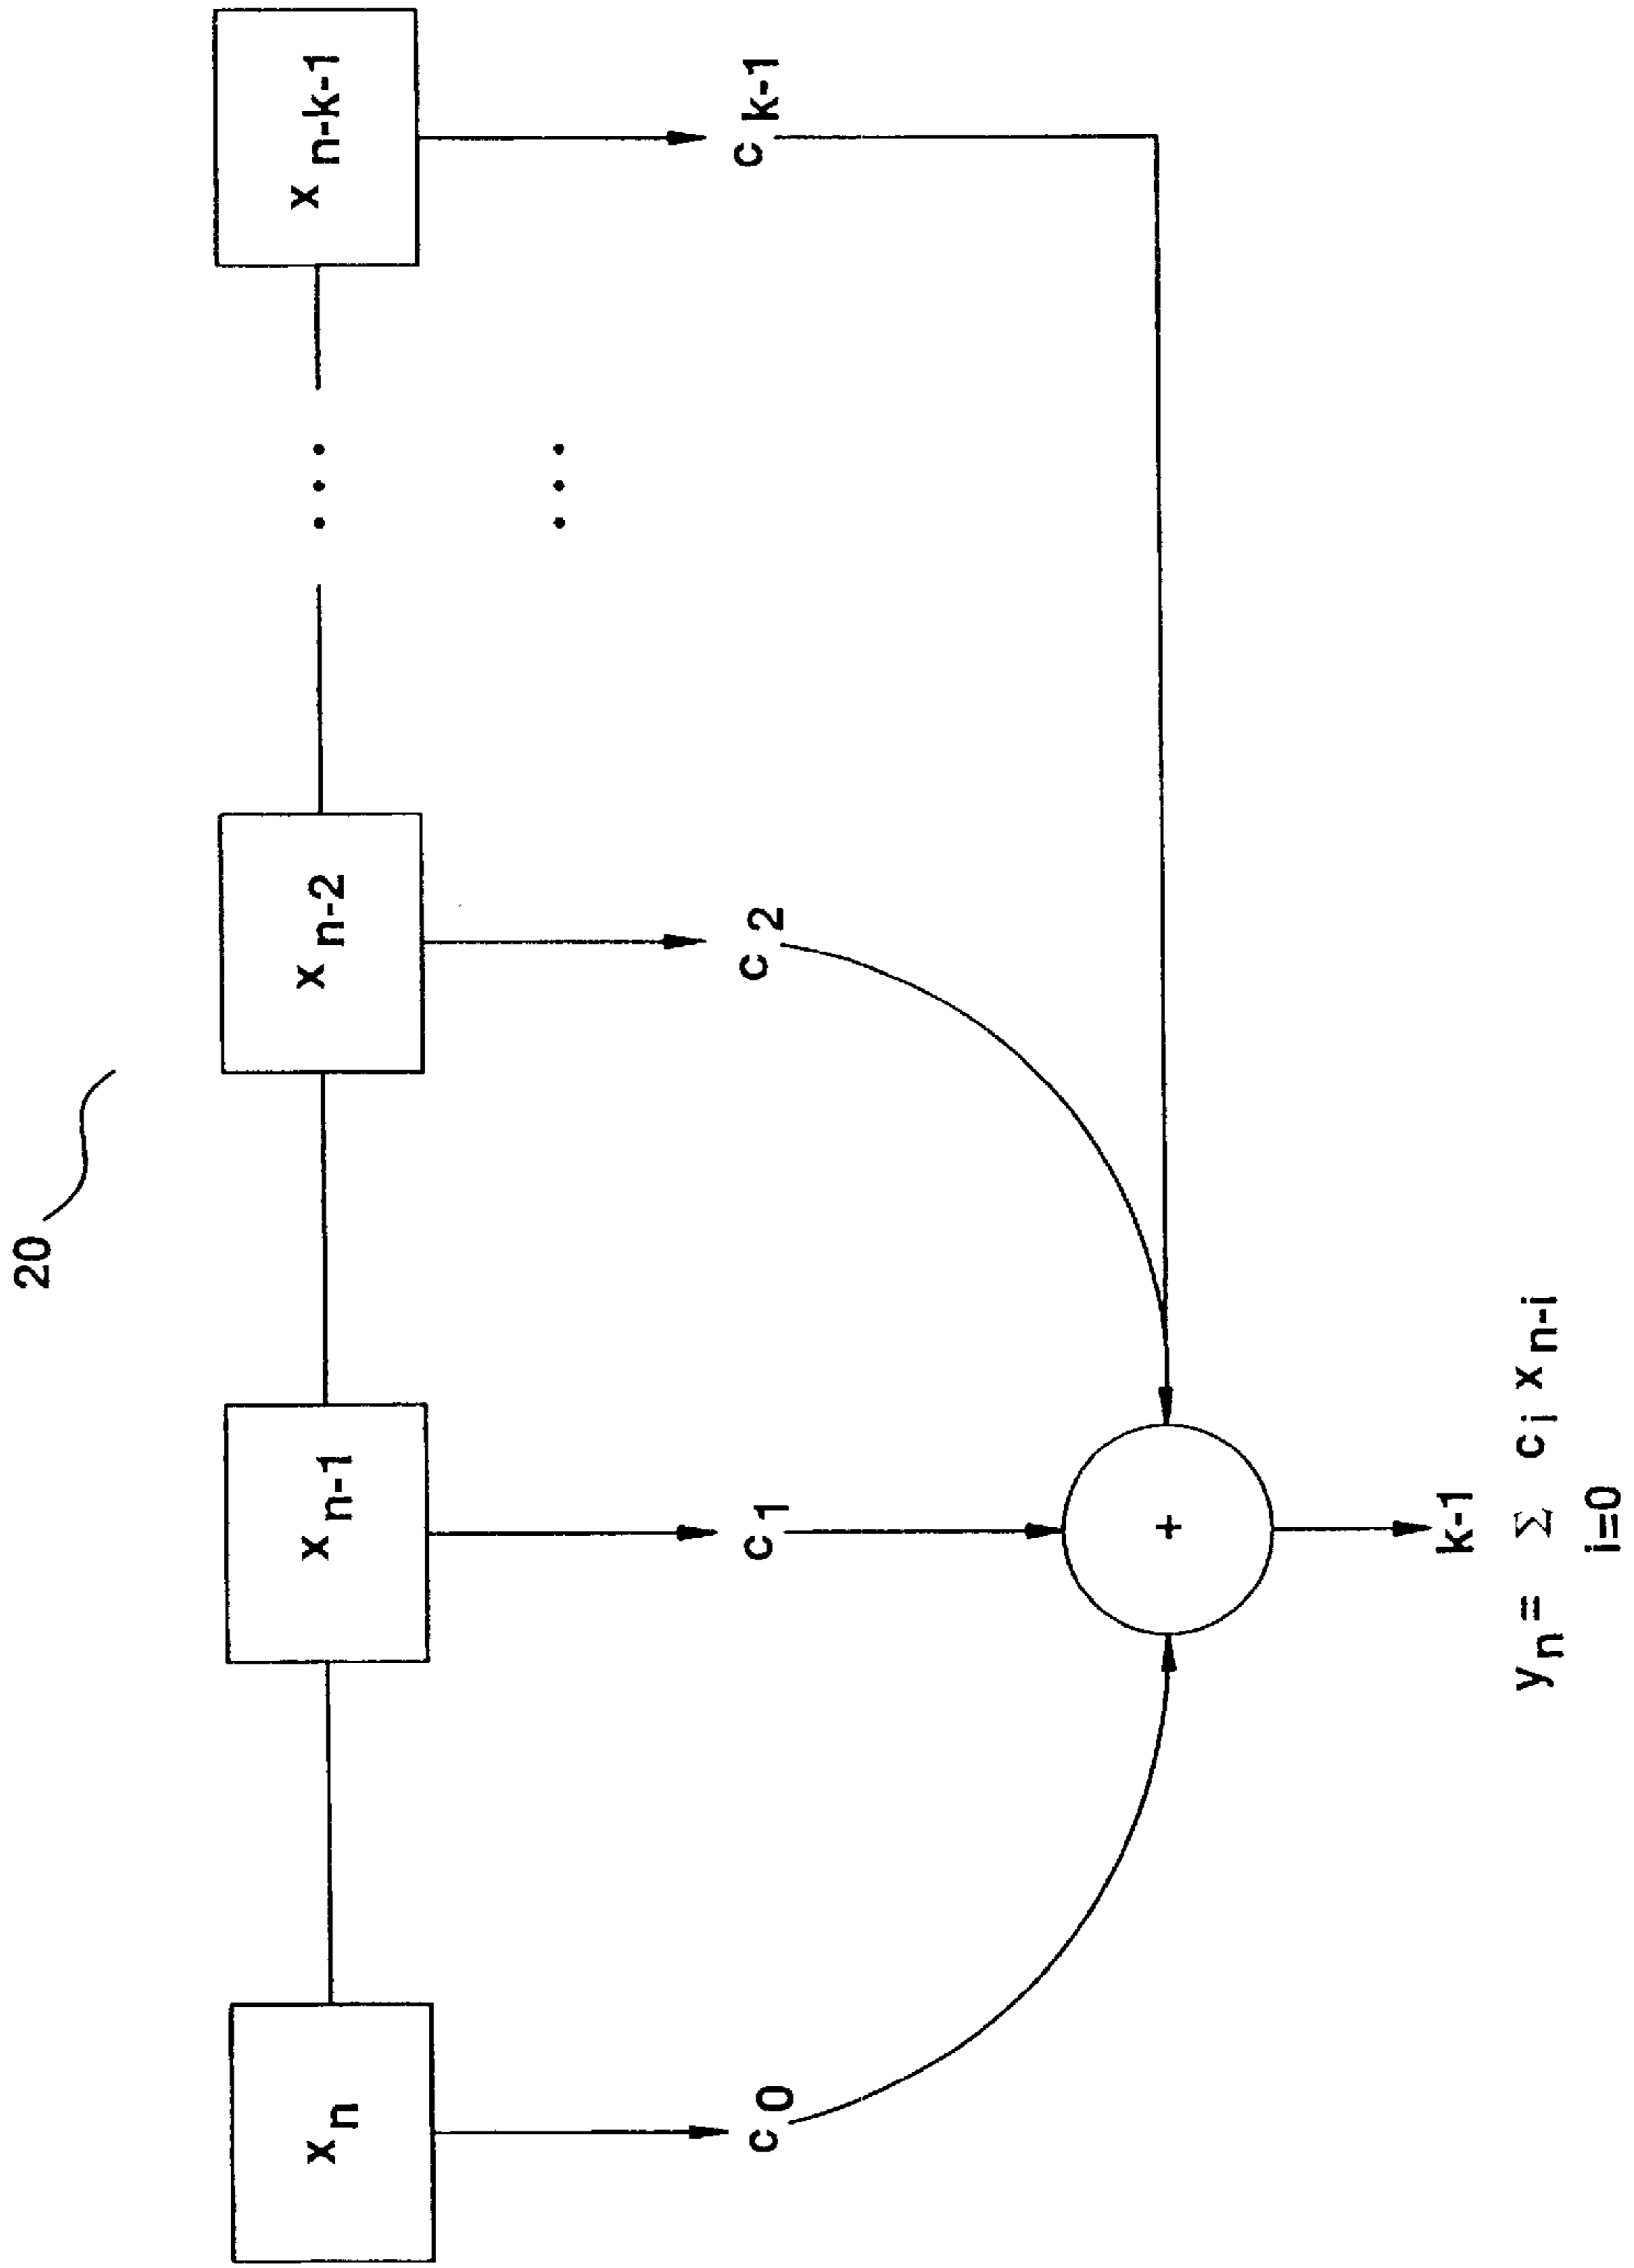 20
x n
x n-1
x n-2
• • •
x n-k-1
c 0
c 1
c 2
• • •
c k-1
+
k-1
y n = Σ c i x n-i
i=0